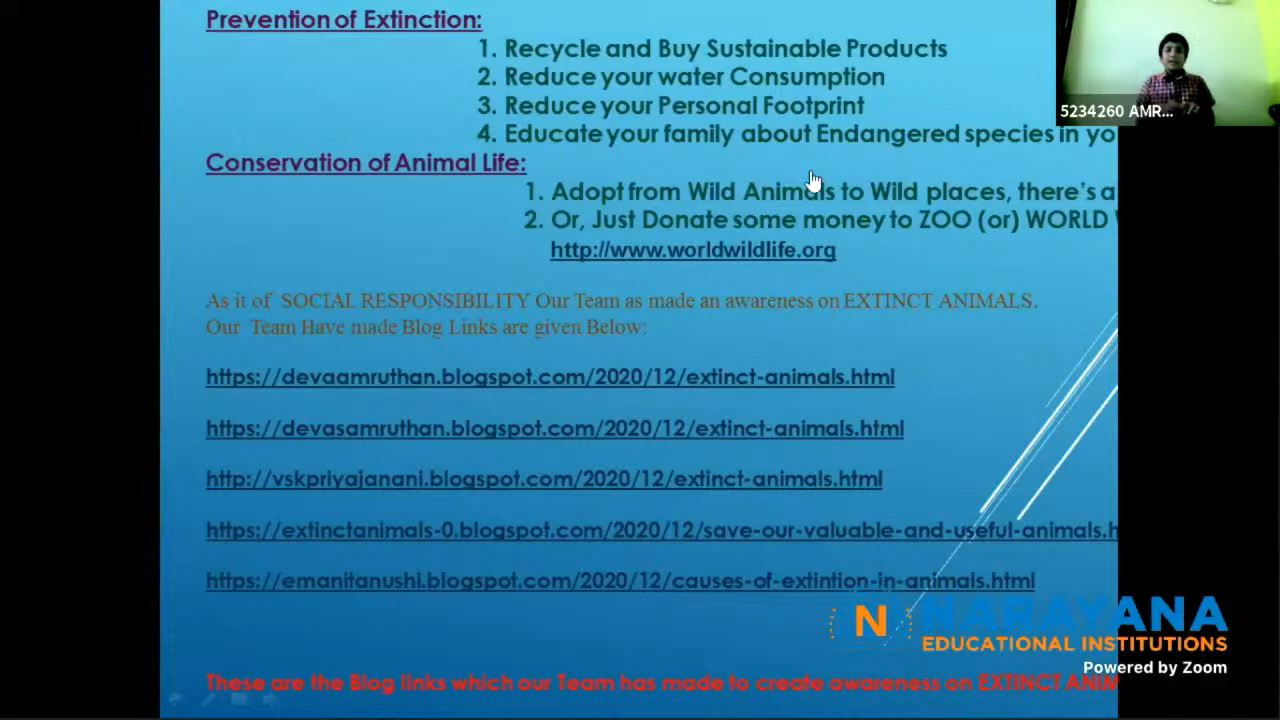 Prevention of Extinction:
1. Recycle and Buy Sustainable Products
2. Reduce your water Consumption
3. Reduce your Personal Footprint
4. Educate your family about Endangered species in yo
5234260 AMR...
Conservation of Animal Life:
1. Adopt from Wild Animals to Wild places, there's a
2. Or, Just Donate some money to ZOO (or) WORLD W
http://www.worldwildlife.org
As it of SOCIAL RESPONSIBILITY Our Team as made an awareness on EXTINCT ANIMALS.
Our Team Have made Blog Links are given Below:
https://devaamruthan.blogspot.com/2020/12/extinct-animals.html
https://devasamruthan.blogspot.com/2020/12/extinct-animals.html
http://vskpriyajanani.blogspot.com/2020/12/extinct-animals.html
https://extinctanimals-0.blogspot.com/2020/12/save-our-valuable-and-useful-animals.h
https://emanitanushi.blogspot.com/2020/12/causes-of-extintion-in-animals.html
N NARAYANA
EDUCATIONAL INSTITUTIONS
Powered by Zoom
These are the Blog links which our Team has made to create awareness on EXTINCT ANIM